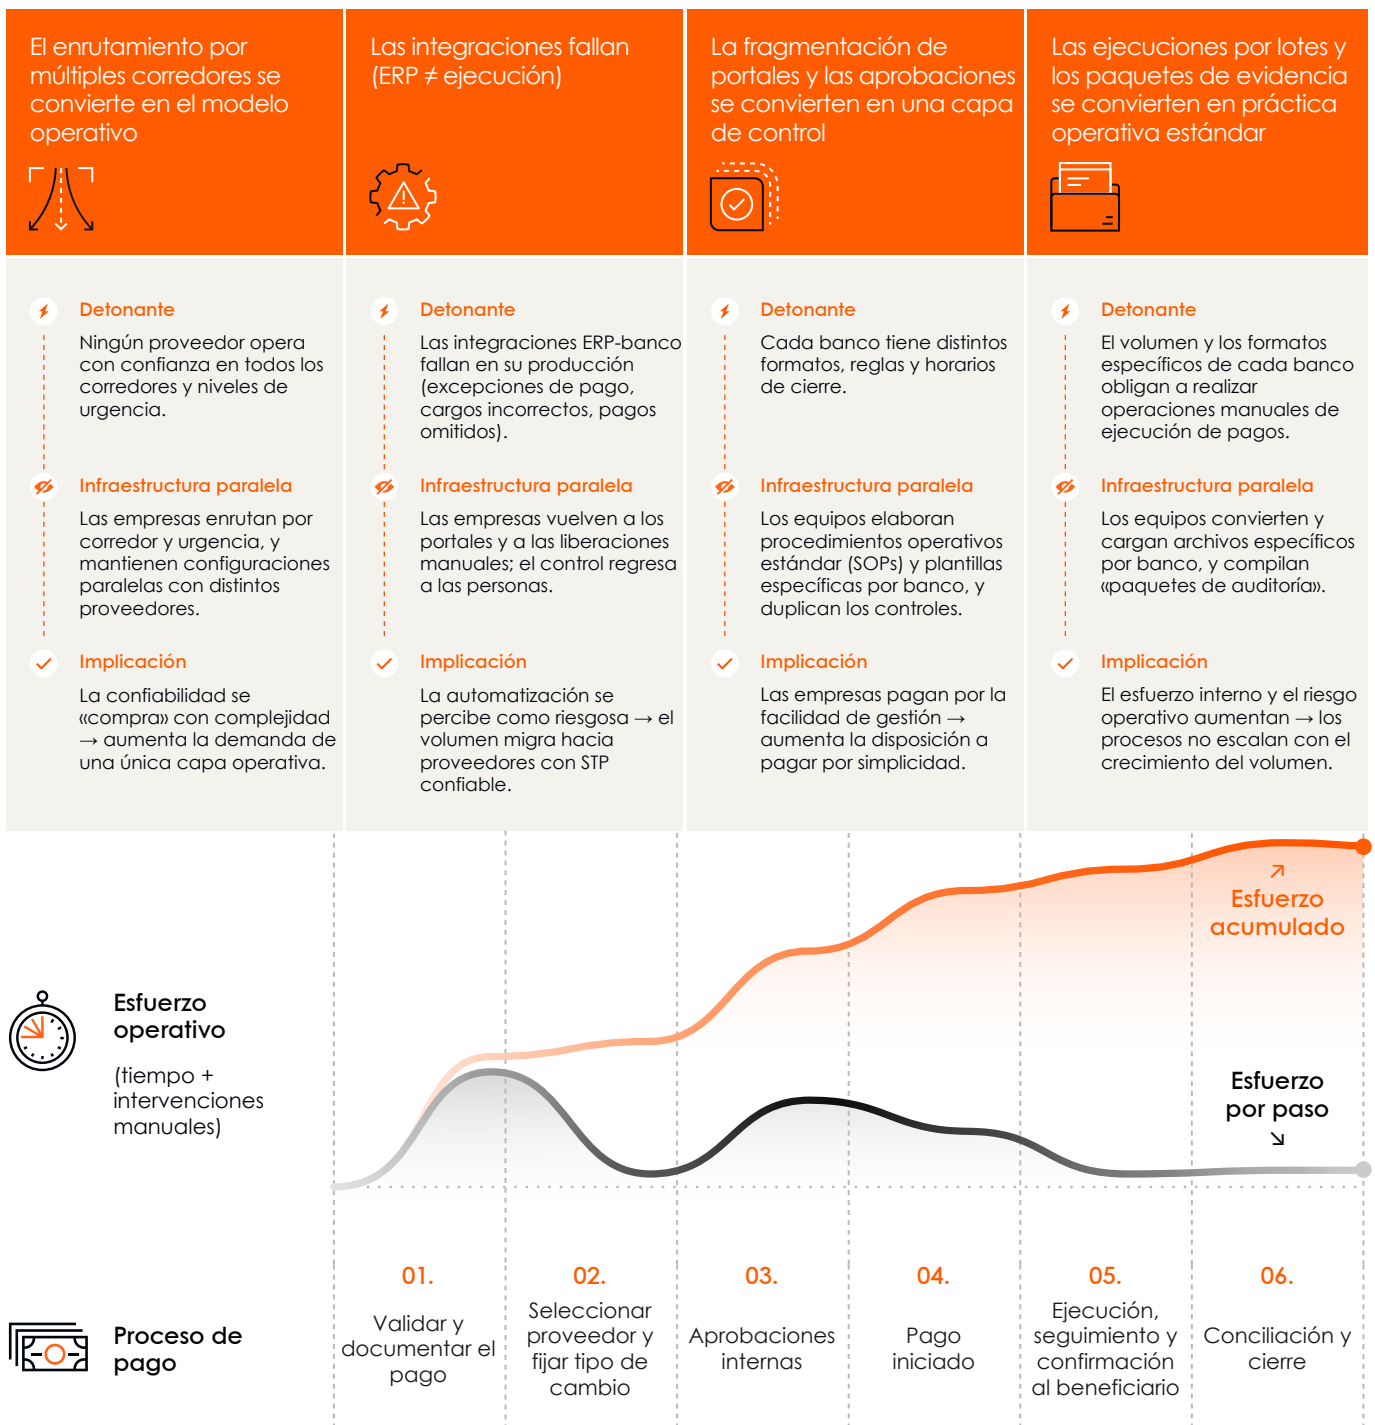 El enrutamiento por
múltiples corredores se
convierte en el modelo
operativo
Las integraciones fallan
(ERP ≠ ejecución)
La fragmentación de
portales y las aprobaciones
se convierten en una capa
de control
Las ejecuciones por lotes y
los paquetes de evidencia
se convierten en práctica
operativa estándar
Detonante
Ningún proveedor opera
con confianza en todos los
corredores y niveles de
urgencia.
Infraestructura paralela
Las empresas enrutan por
corredor y urgencia, y
mantienen configuraciones
paralelas con distintos
proveedores.
Implicación
La confiabilidad se
«compra» con complejidad
→ aumenta la demanda de
una única capa operativa.
Detonante
Las integraciones ERP-banco
fallan en su producción
(excepciones de pago,
cargos incorrectos, pagos
omitidos).
Infraestructura paralela
Las empresas vuelven a los
portales y a las liberaciones
manuales; el control regresa
a las personas.
Implicación
La automatización se
percibe como riesgosa → el
volumen migra hacia
proveedores con STP
confiable.
Detonante
Cada banco tiene distintos
formatos, reglas y horarios
de cierre.
Infraestructura paralela
Los equipos elaboran
procedimientos operativos
estándar (SOPs) y plantillas
específicas por banco, y
duplican los controles.
Implicación
Las empresas pagan por la
facilidad de gestión →
aumenta la disposición a
pagar por simplicidad.
Detonante
El volumen y los formatos
específicos de cada banco
obligan a realizar
operaciones manuales de
ejecución de pagos.
Infraestructura paralela
Los equipos convierten y
cargan archivos específicos
por banco, y compilan
«paquetes de auditoría».
Implicación
El esfuerzo interno y el riesgo
operativo aumentan → los
procesos no escalan con el
crecimiento del volumen.
↗
Esfuerzo
acumulado
Esfuerzo
operativo
(tiempo +
intervenciones
manuales)
Esfuerzo
por paso
↘
Proceso de
pago
01.
Validar y
documentar el
pago
02.
Seleccionar
proveedor y
fijar tipo de
cambio
03.
Aprobaciones
internas
04.
Pago
iniciado
05.
Ejecución,
seguimiento y
confirmación
al beneficiario
06.
Conciliación y
cierre